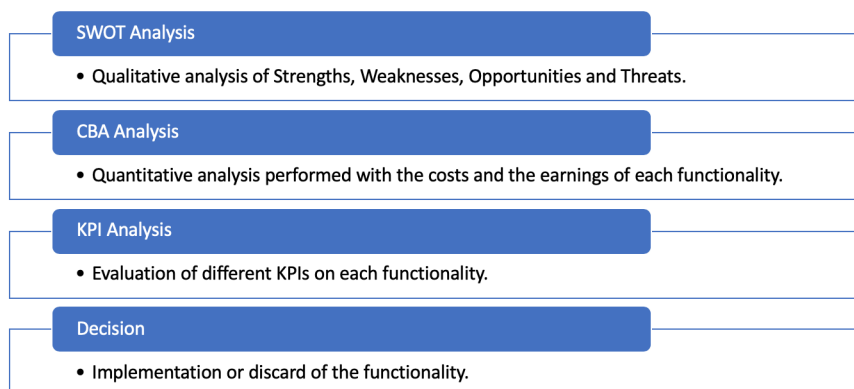 SWOT Analysis
• Qualitative analysis of Strengths, Weaknesses, Opportunities and Threats.
CBA Analysis
• Quantitative analysis performed with the costs and the earnings of each functionality.
KPI Analysis
• Evaluation of different KPIs on each functionality.
Decision
• Implementation or discard of the functionality.